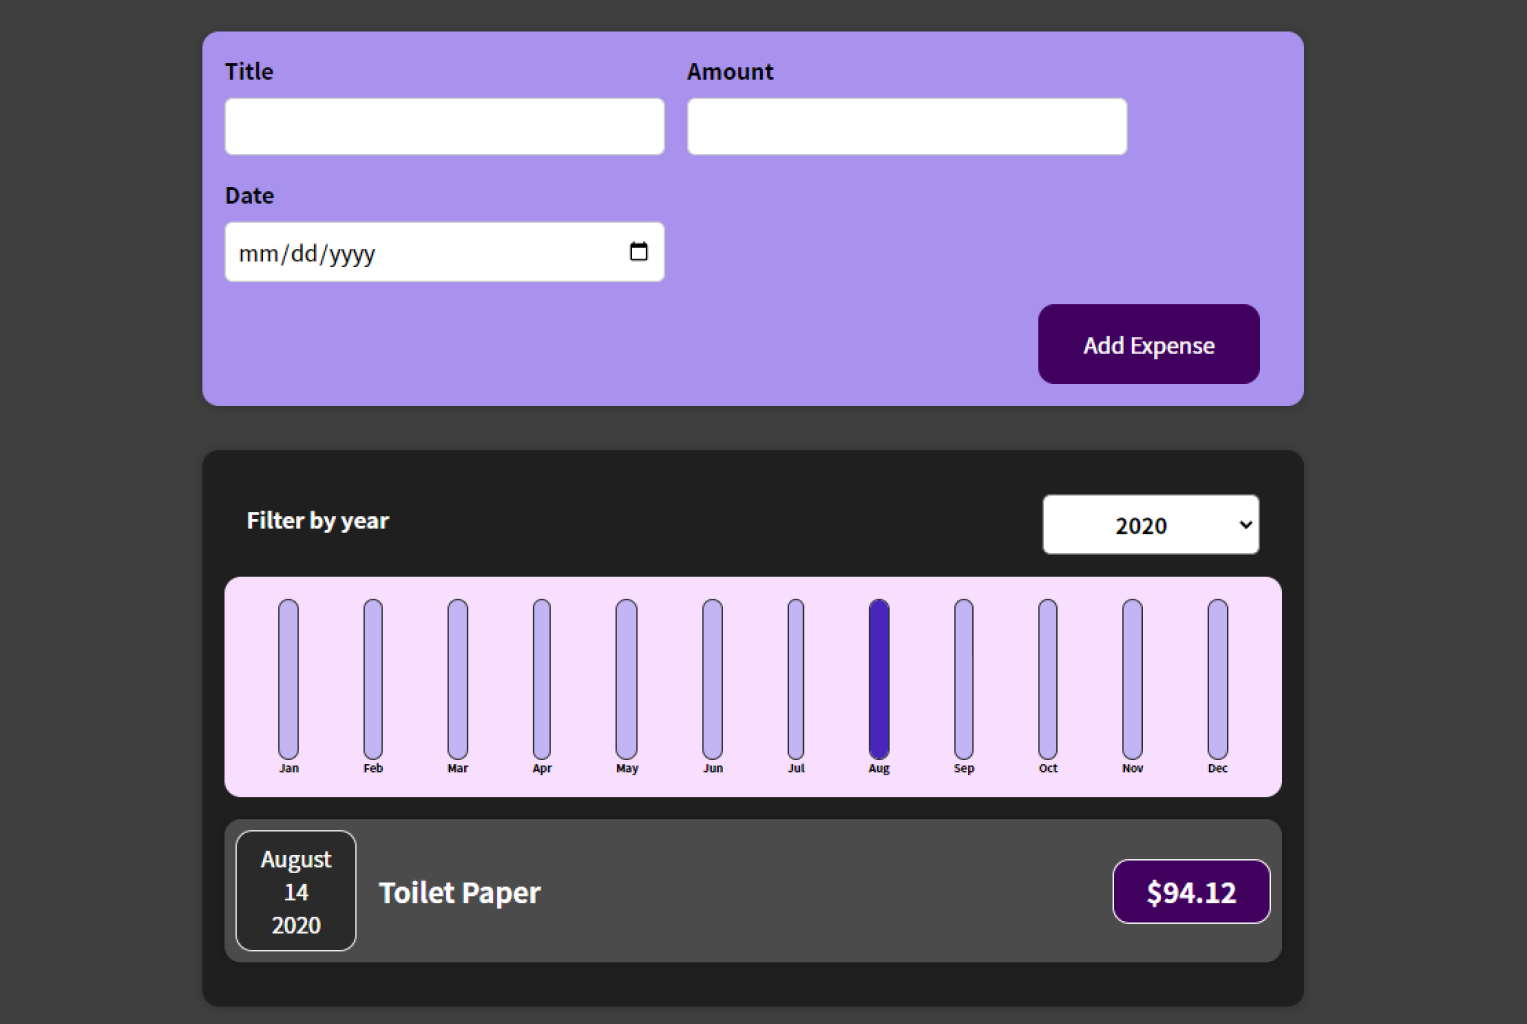 Title
Amount
Date
mm/dd/yyyy
Add Expense
Filter by year
2020
Jan
Feb
Mar
Apr
May
Jun
Jul
Aug
Sep
Oct
Nov
Dec
August
14
2020
Toilet Paper
$94.12